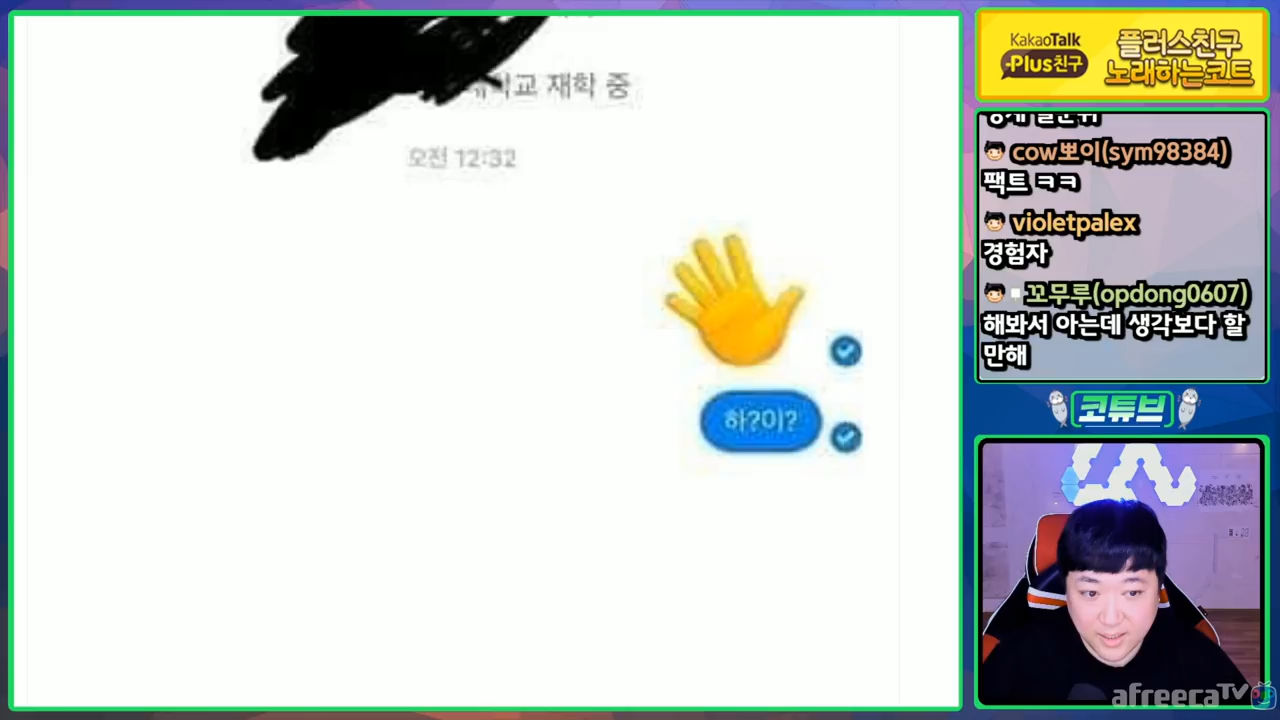 학교 재학 중
오전 12:32
하?이?
KakaoTalk
Plus친구
플러스친구
노래하는코트
cow뽀이(sym98384)
팩트 ㅋㅋ
violetpalex
경험자
꼬무루(opdong0607)
해봐서 아는데 생각보다 할
만해
코튜브
afreecaTV